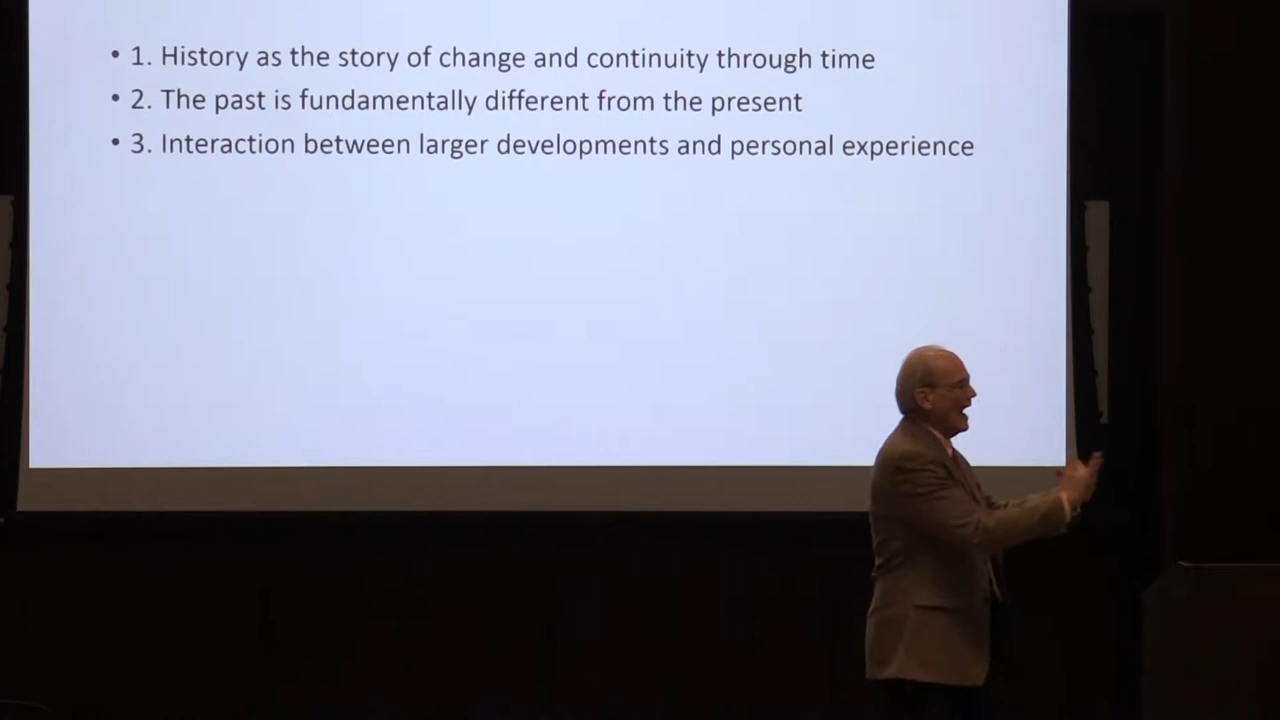 • 1. History as the story of change and continuity through time
• 2. The past is fundamentally different from the present
• 3. Interaction between larger developments and personal experience